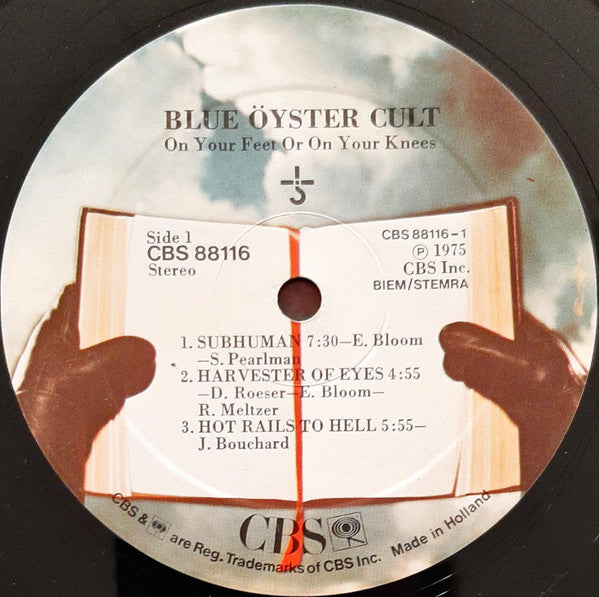 BLUE ÖYSTER CULT
On Your Feet Or On Your Knees
Side 1
CBS 88116
Stereo
CBS 88116-1
Ⓟ 1975
CBS Inc.
BIEM/STEMRA
1. SUBHUMAN 7:30—E. Bloom
—S. Pearlman
2. HARVESTER OF EYES 4:55
—D. Roeser—E. Bloom—
R. Meltzer
3. HOT RAILS TO HELL 5:55—
J. Bouchard
CBS
CBS & are Reg. Trademarks of CBS Inc. Made in Holland